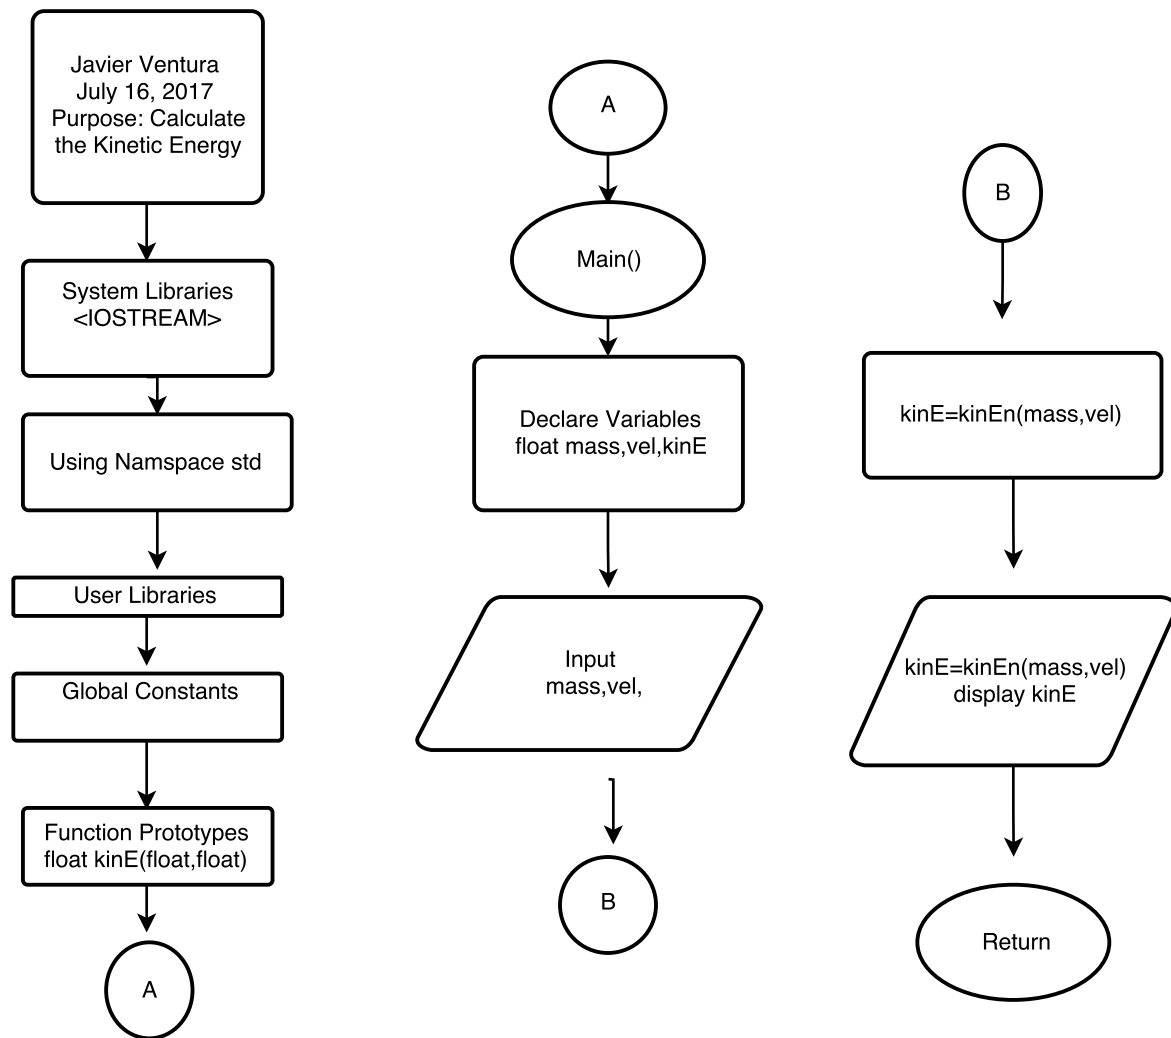 Javier Ventura
July 16, 2017
Purpose: Calculate
the Kinetic Energy
System Libraries
<IOSTREAM>
Using Namspace std
User Libraries
Global Constants
Function Prototypes
float kinE(float,float)
A
A
Main()
Declare Variables
float mass,vel,kinE
Input
mass,vel,
B
B
kinE=kinEn(mass,vel)
kinE=kinEn(mass,vel)
display kinE
Return